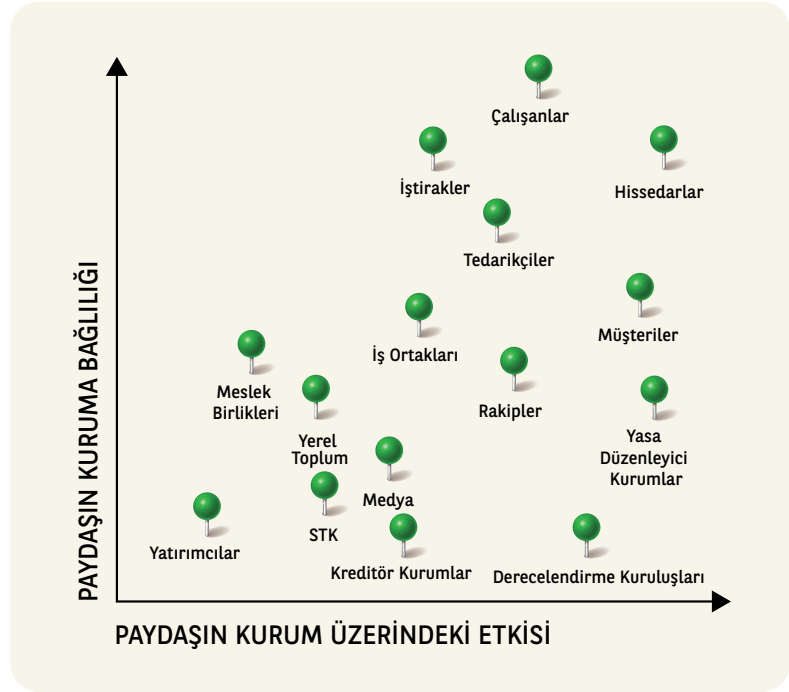 Çalışanlar
İştirakler
Hissedarlar
Tedarikçiler
Müşteriler
İş Ortakları
Meslek
Birlikleri
Rakipler
Yerel
Toplum
Yasa
Düzenleyici
Kurumlar
Medya
STK
Yatırımcılar
Kreditör Kurumlar
Derecelendirme Kuruluşları
PAYDAŞIN KURUMA BAĞLILIĞI
PAYDAŞIN KURUM ÜZERİNDEKİ ETKİSİ